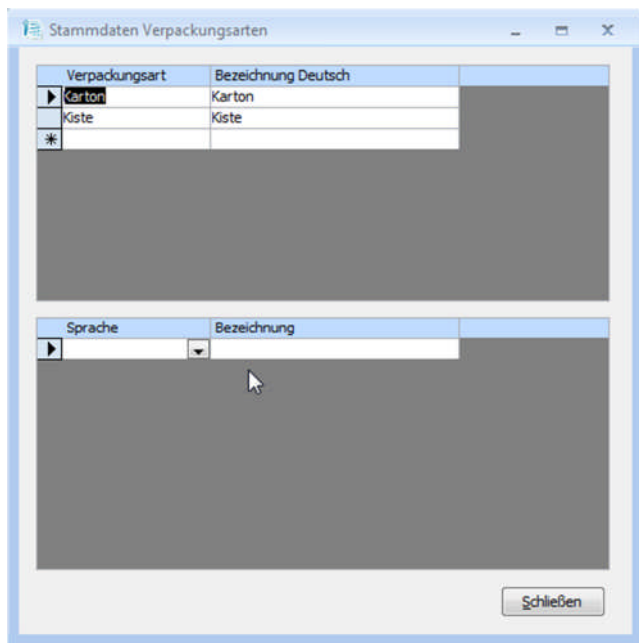 Stammdaten Verpackungsarten
Verpackungsart Bezeichnung Deutsch
Karton Karton
Kiste Kiste
Sprache Bezeichnung
Schließen